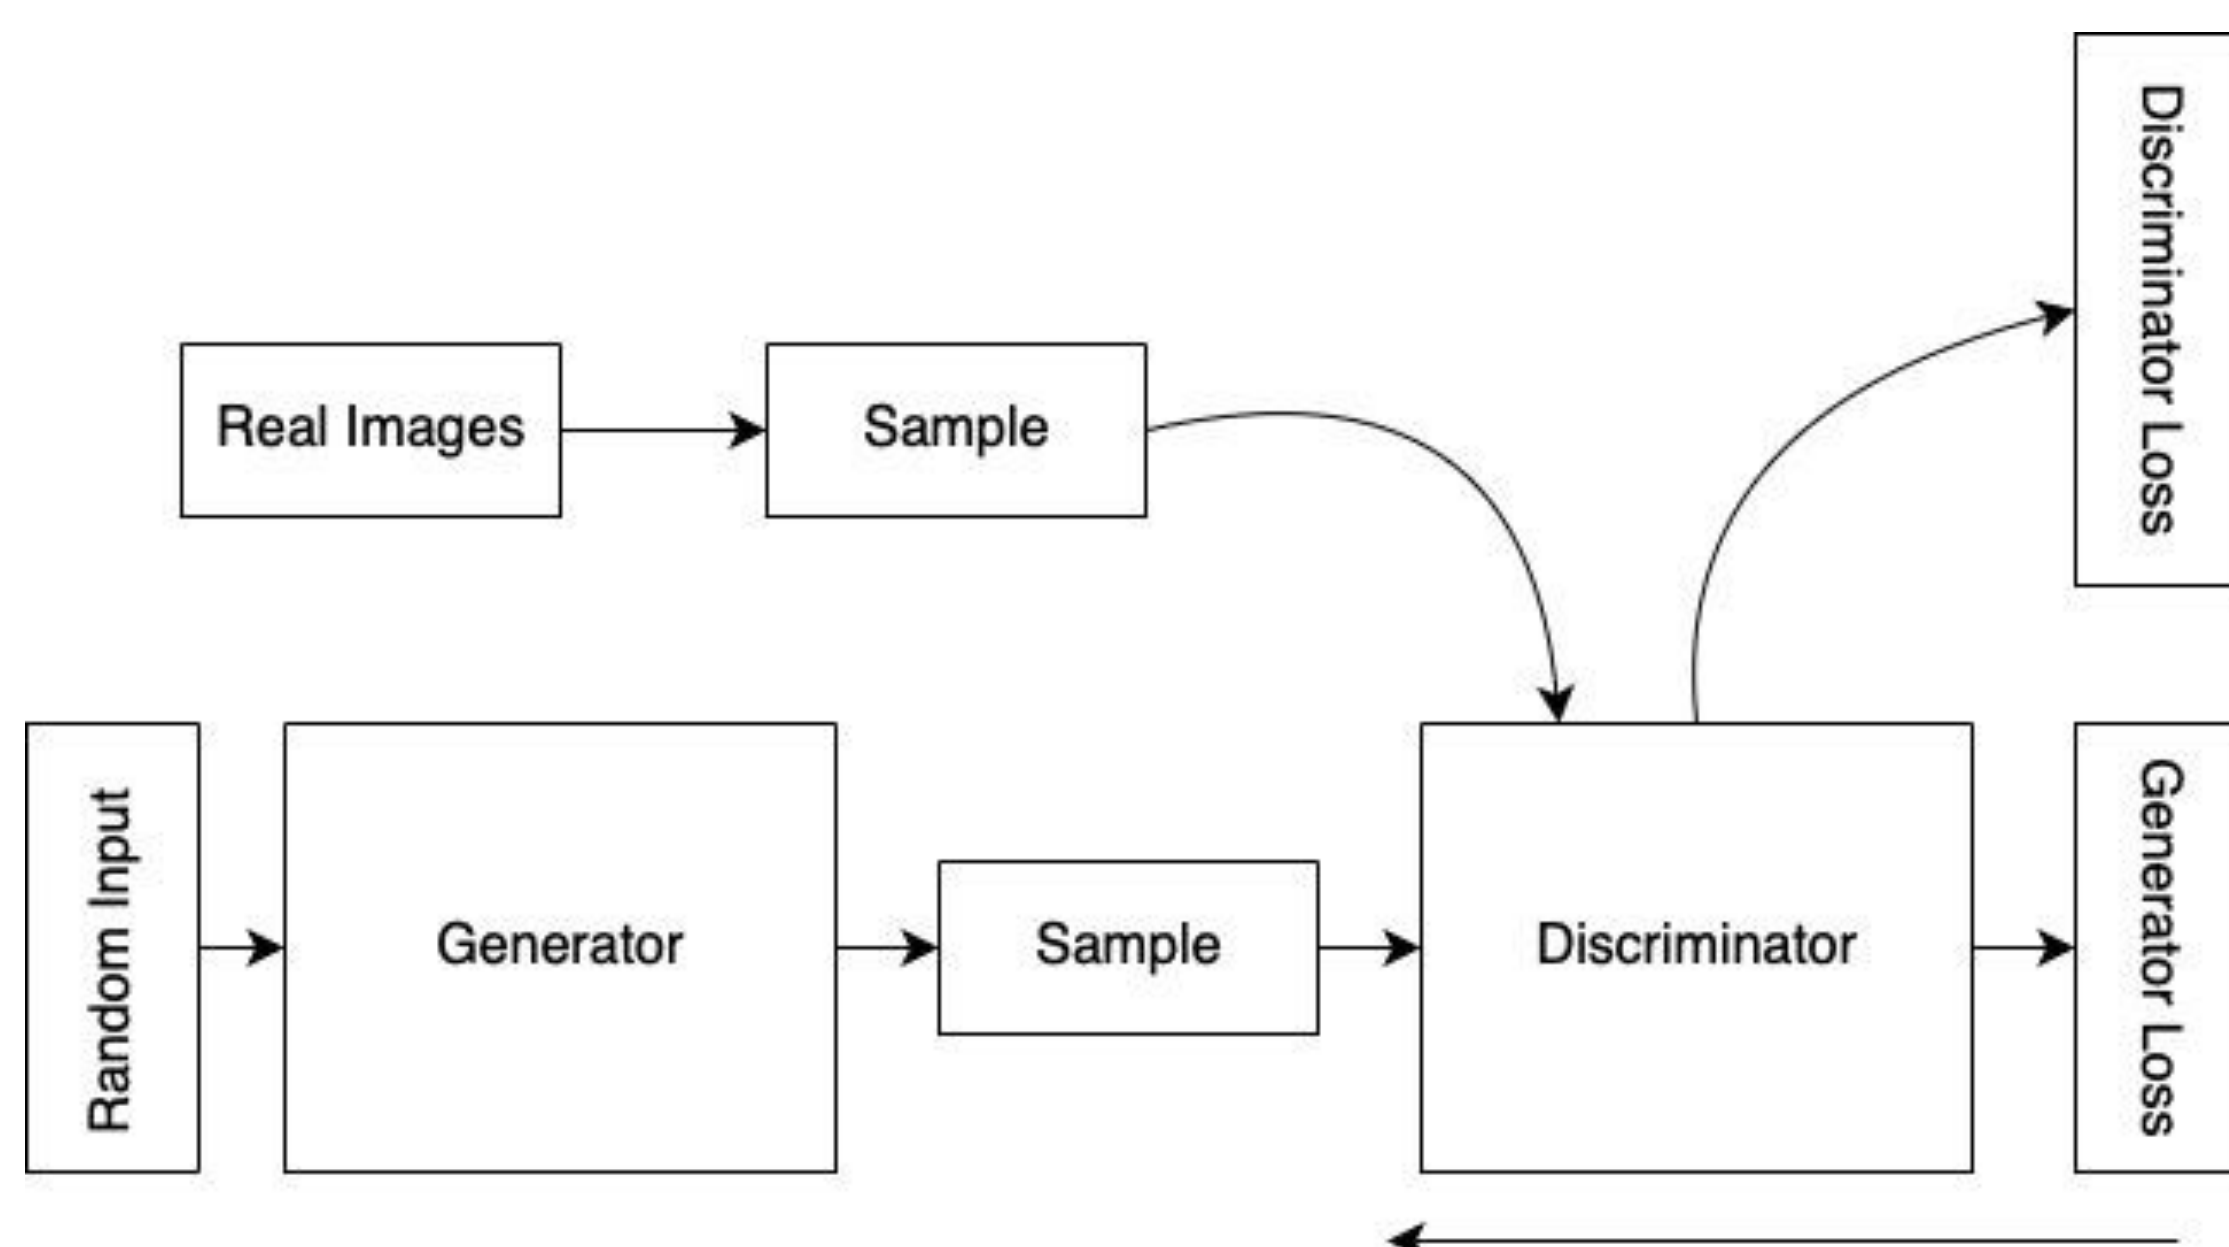 Discriminator Loss
Real Images
Sample
Random Input
Generator
Sample
Discriminator
Generator Loss